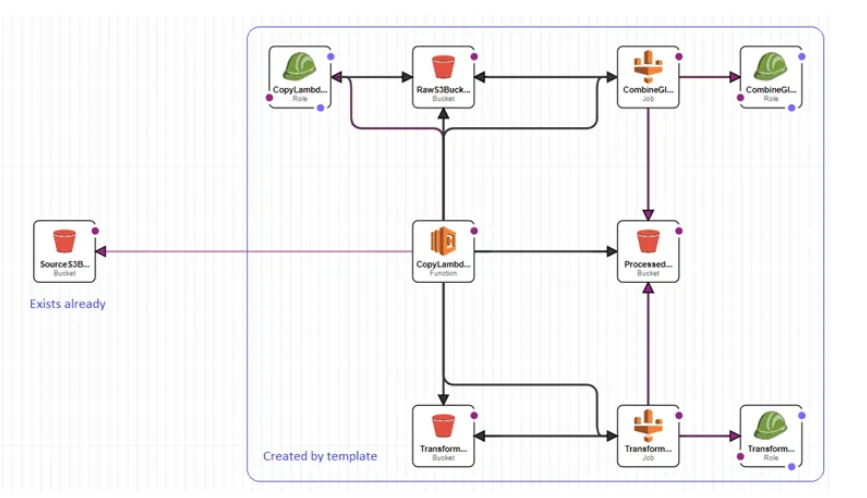 CopyLambd...
Role
RawS3Buck...
Bucket
CombineGl...
Job
CombineGl...
Role
SourceS3B...
Bucket
CopyLambd...
Function
Processed...
Bucket
Exists already
Transform...
Bucket
Transform...
Job
Transform...
Role
Created by template